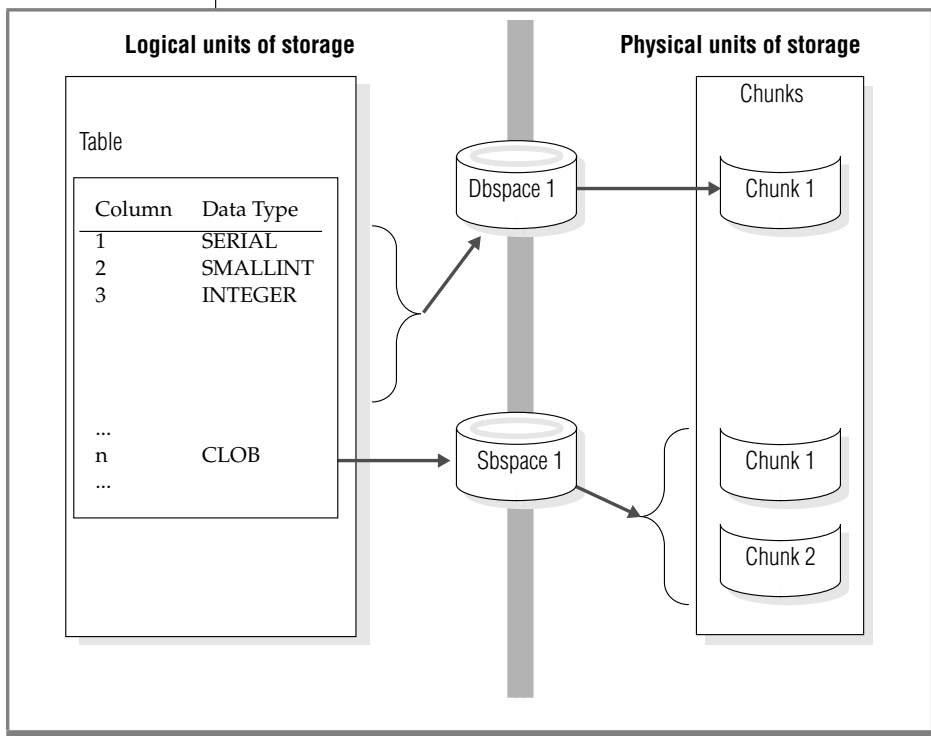 Logical units of storage
Physical units of storage
Table
Column Data Type
1 SERIAL
2 SMALLINT
3 INTEGER
...
n CLOB
...
Dbspace 1
Sbspace 1
Chunks
Chunk 1
Chunk 1
Chunk 2